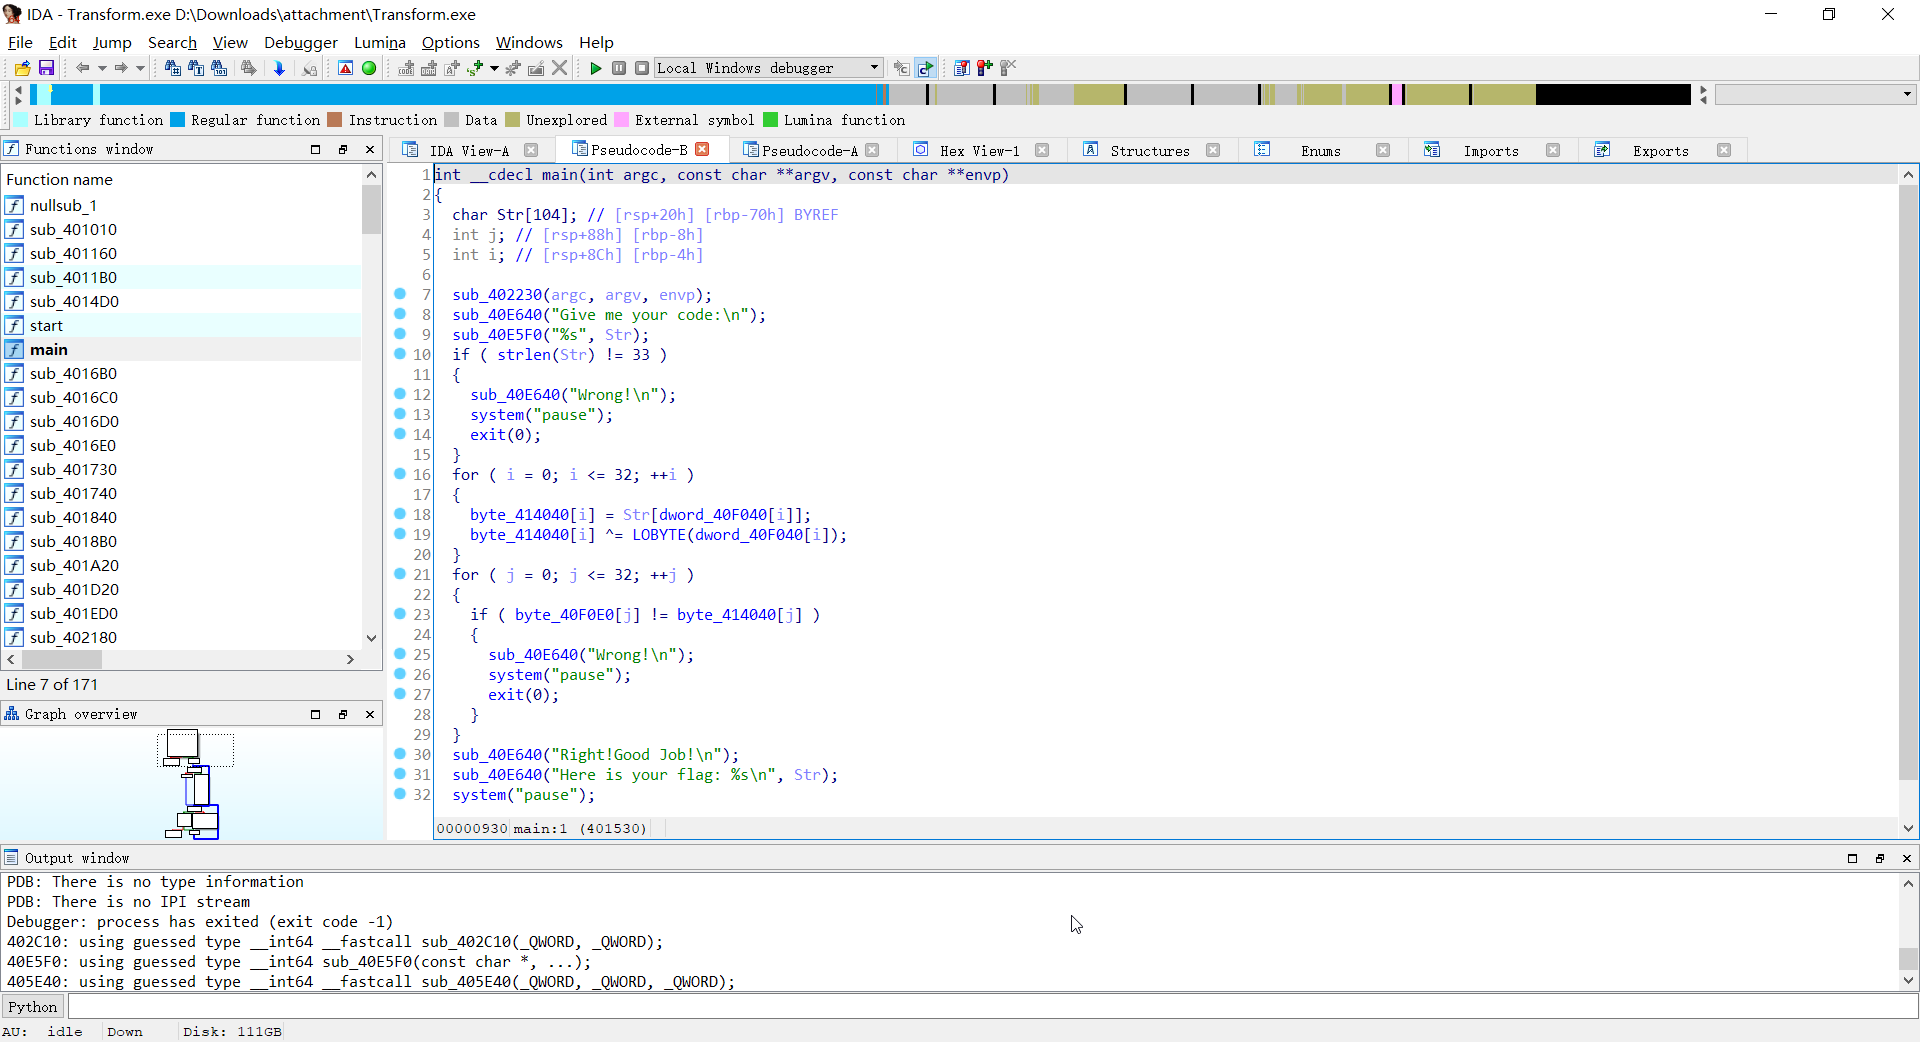 IDA - Transform.exe D:\Downloads\attachment\Transform.exe
File Edit Jump Search View Debugger Lumina Options Windows Help
Local Windows debugger
Library function Regular function Instruction Data Unexplored External symbol Lumina function
Functions window
IDA View-A Pseudocode-B Pseudocode-A Hex View-1 Structures Enums Imports Exports
Function name
nullsub_1
sub_401010
sub_401160
sub_4011B0
sub_4014D0
start
main
sub_4016B0
sub_4016C0
sub_4016D0
sub_4016E0
sub_401730
sub_401740
sub_401840
sub_4018B0
sub_401A20
sub_401D20
sub_401ED0
sub_402180
Line 7 of 171
Graph overview
1 int __cdecl main(int argc, const char **argv, const char **envp)
2 {
3 char Str[104]; // [rsp+20h] [rbp-70h] BYREF
4 int j; // [rsp+88h] [rbp-8h]
5 int i; // [rsp+8Ch] [rbp-4h]
6
7 sub_402230(argc, argv, envp);
8 sub_40E640("Give me your code:\n");
9 sub_40E5F0("%s", Str);
10 if ( strlen(Str) != 33 )
11 {
12 sub_40E640("Wrong!\n");
13 system("pause");
14 exit(0);
15 }
16 for ( i = 0; i <= 32; ++i )
17 {
18 byte_414040[i] = Str[dword_40F040[i]];
19 byte_414040[i] ^= LOBYTE(dword_40F040[i]);
20 }
21 for ( j = 0; j <= 32; ++j )
22 {
23 if ( byte_40F0E0[j] != byte_414040[j] )
24 {
25 sub_40E640("Wrong!\n");
26 system("pause");
27 exit(0);
28 }
29 }
30 sub_40E640("Right!Good Job!\n");
31 sub_40E640("Here is your flag: %s\n", Str);
32 system("pause");
00000930 main:1 (401530)
Output window
PDB: There is no type information
PDB: There is no IPI stream
Debugger: process has exited (exit code -1)
402C10: using guessed type __int64 __fastcall sub_402C10(_QWORD, _QWORD);
40E5F0: using guessed type __int64 sub_40E5F0(const char *, ...);
405E40: using guessed type __int64 __fastcall sub_405E40(_QWORD, _QWORD, _QWORD);
Python
AU: idle Down Disk: 111GB